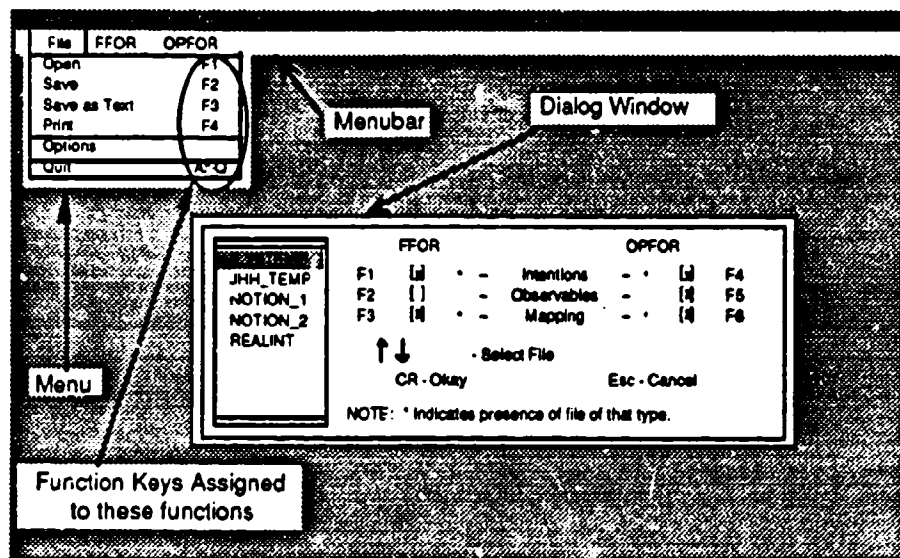 File FFOR OPFOR
Open F1
Save F2
Save as Text F3
Print F4
Options
Quit
Menubar
Dialog Window
FFOR OPFOR
JHH_TEMP
NOTION_1
NOTION_2
REALINT
F1 [x] * - Intentions - * [x] F4
F2 [ ] - Observables - [x] F5
F3 [x] * - Mapping - * [x] F6
↑ ↓ - Select File
CR - Okay Esc - Cancel
NOTE: * Indicates presence of file of that type.
Menu
Function Keys Assigned
to these functions